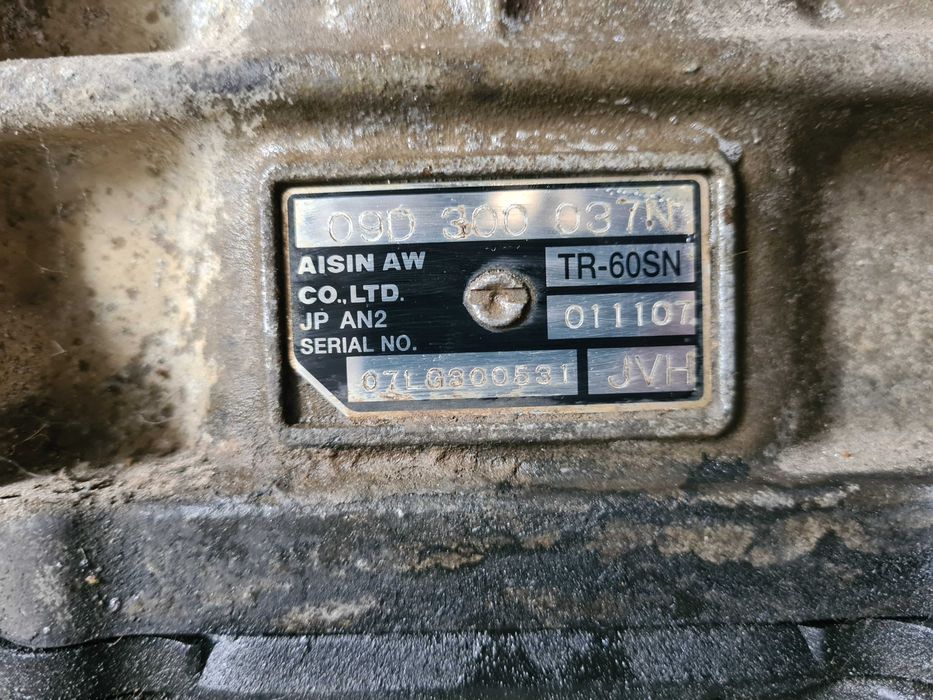 09D 300 037N
AISIN AW
CO.,LTD.
TR-60SN
JP AN2
011107
SERIAL NO.
07LG300531
JVH